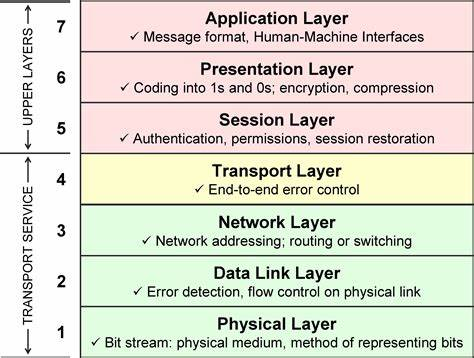 UPPER LAYERS
7
Application Layer
✓ Message format, Human-Machine Interfaces
6
Presentation Layer
✓ Coding into 1s and 0s; encryption, compression
5
Session Layer
✓ Authentication, permissions, session restoration
TRANSPORT SERVICE
4
Transport Layer
✓ End-to-end error control
3
Network Layer
✓ Network addressing; routing or switching
2
Data Link Layer
✓ Error detection, flow control on physical link
1
Physical Layer
✓ Bit stream: physical medium, method of representing bits